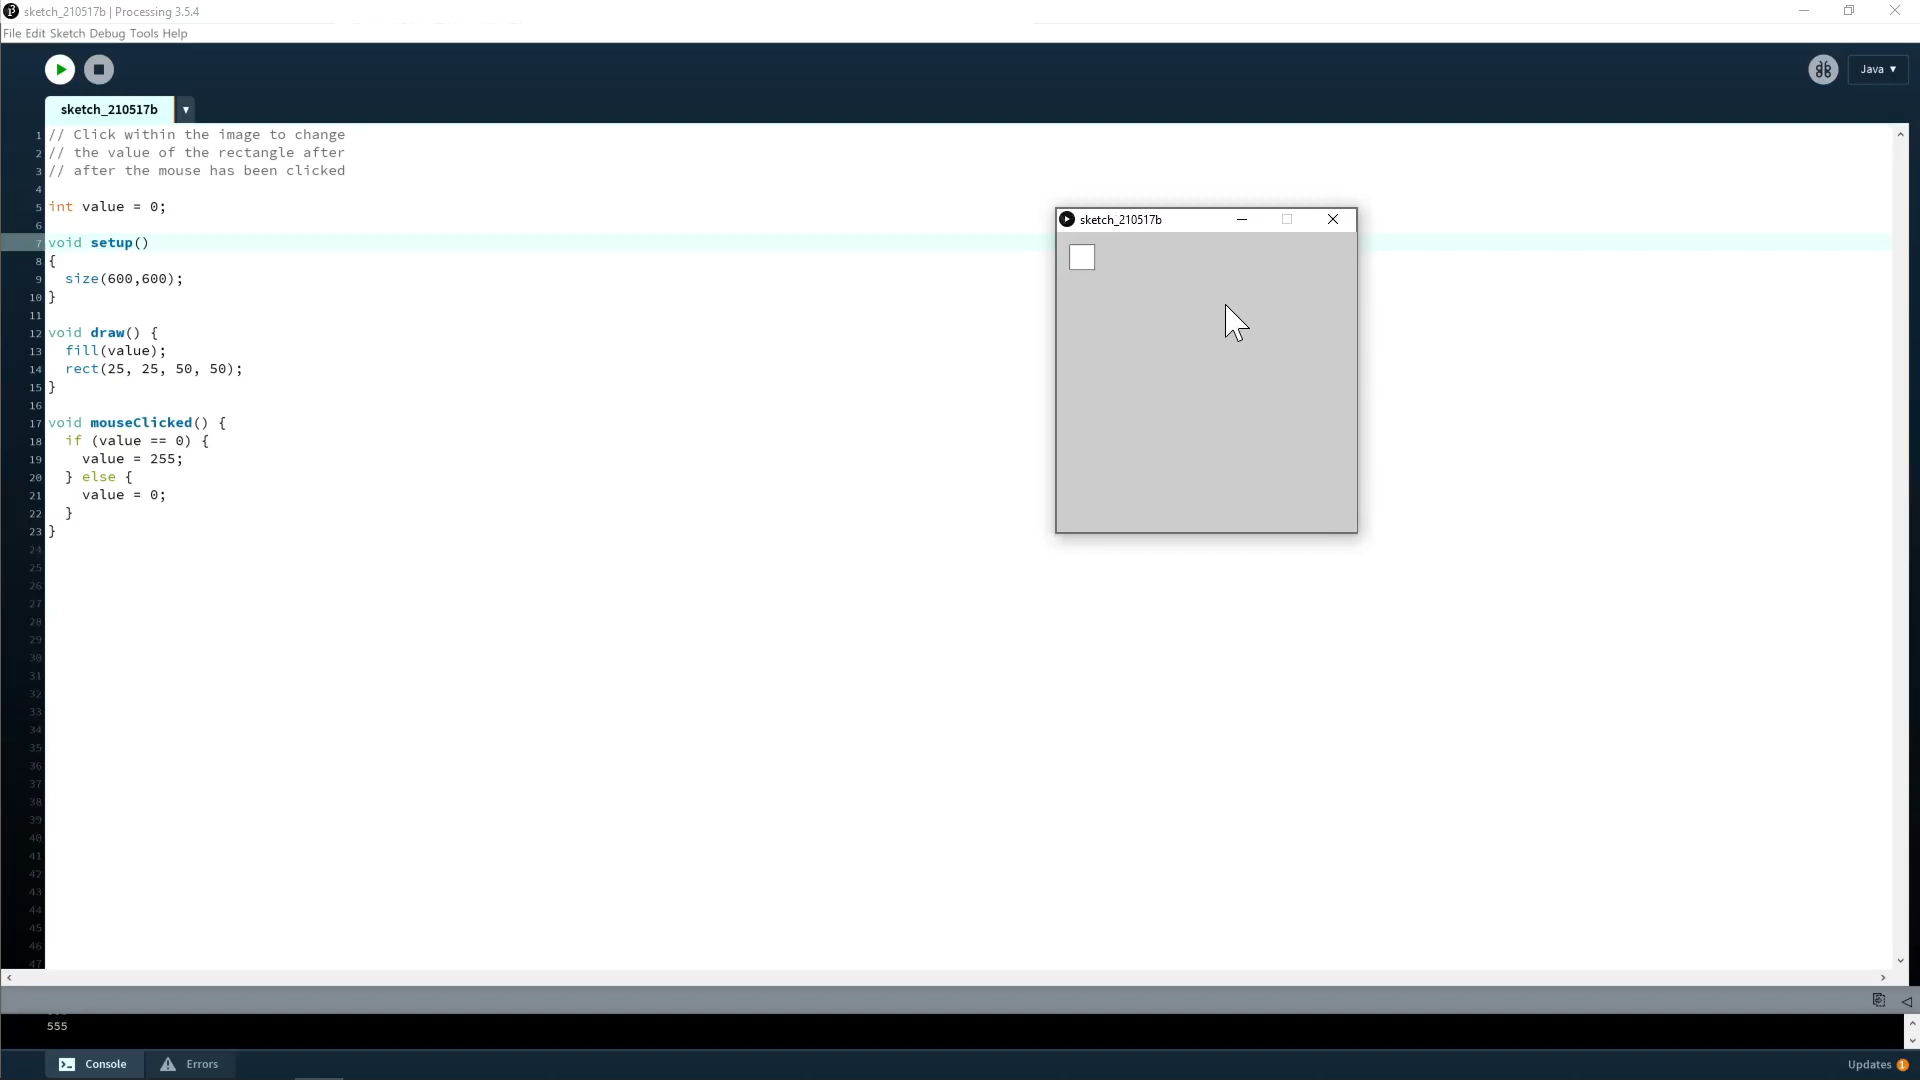 sketch_210517b | Processing 3.5.4
File Edit Sketch Debug Tools Help
Java ▼
sketch_210517b ▼
1 // Click within the image to change
2 // the value of the rectangle after
3 // after the mouse has been clicked
4
5 int value = 0;
6
7 void setup()
8 {
9   size(600,600);
10 }
11
12 void draw() {
13   fill(value);
14   rect(25, 25, 50, 50);
15 }
16
17 void mouseClicked() {
18   if (value == 0) {
19     value = 255;
20   } else {
21     value = 0;
22   }
23 }
24
25
26
27
28
29
30
31
32
33
34
35
36
37
38
39
40
41
42
43
44
45
46
47
sketch_210517b
555
Console
Errors
Updates 1